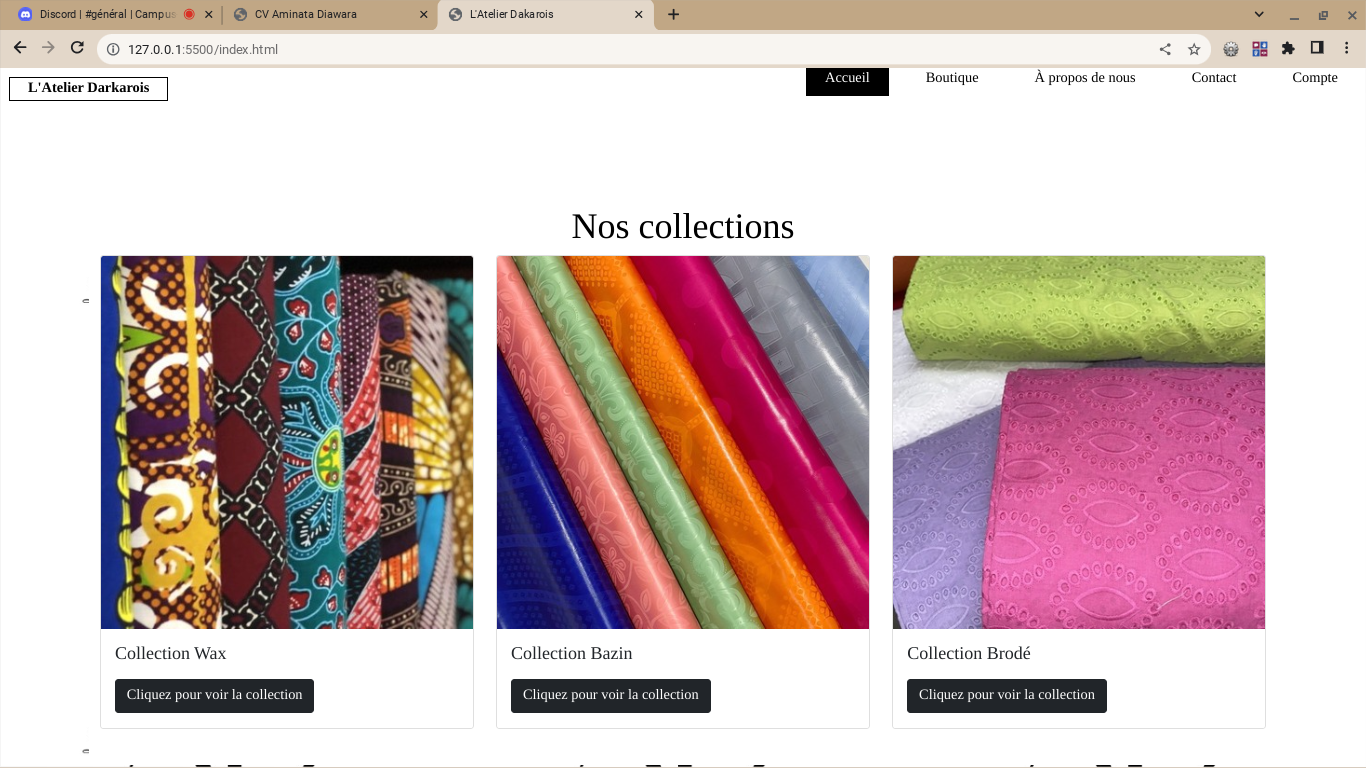 Discord | #général | Campus
CV Aminata Diawara
L'Atelier Dakarois
127.0.0.1:5500/index.html
L'Atelier Darkarois
Accueil
Boutique
À propos de nous
Contact
Compte
Nos collections
Collection Wax
Cliquez pour voir la collection
Collection Bazin
Cliquez pour voir la collection
Collection Brodé
Cliquez pour voir la collection